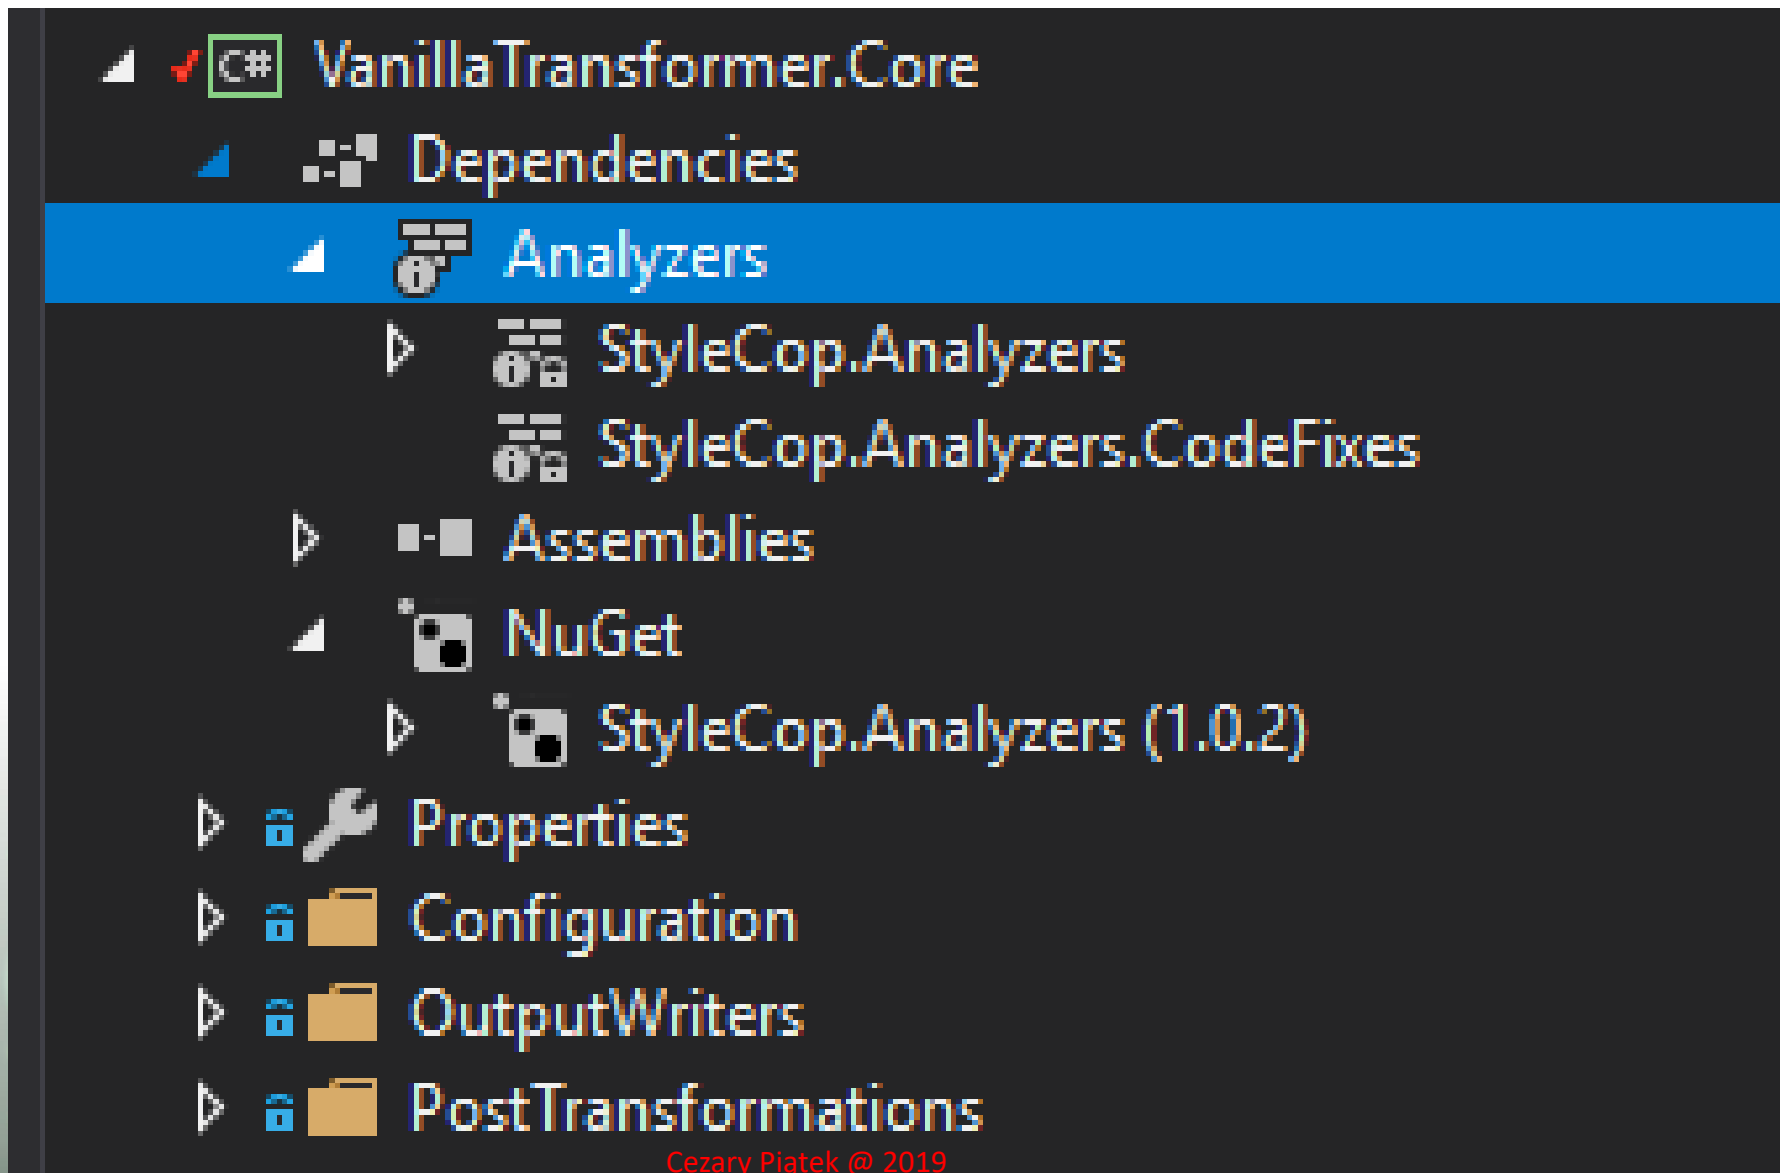 C# VanillaTransformer.Core
Dependencies
Analyzers
StyleCop.Analyzers
StyleCop.Analyzers.CodeFixes
Assemblies
NuGet
StyleCop.Analyzers (1.0.2)
Properties
Configuration
OutputWriters
PostTransformations
Cezary Piatek @ 2019